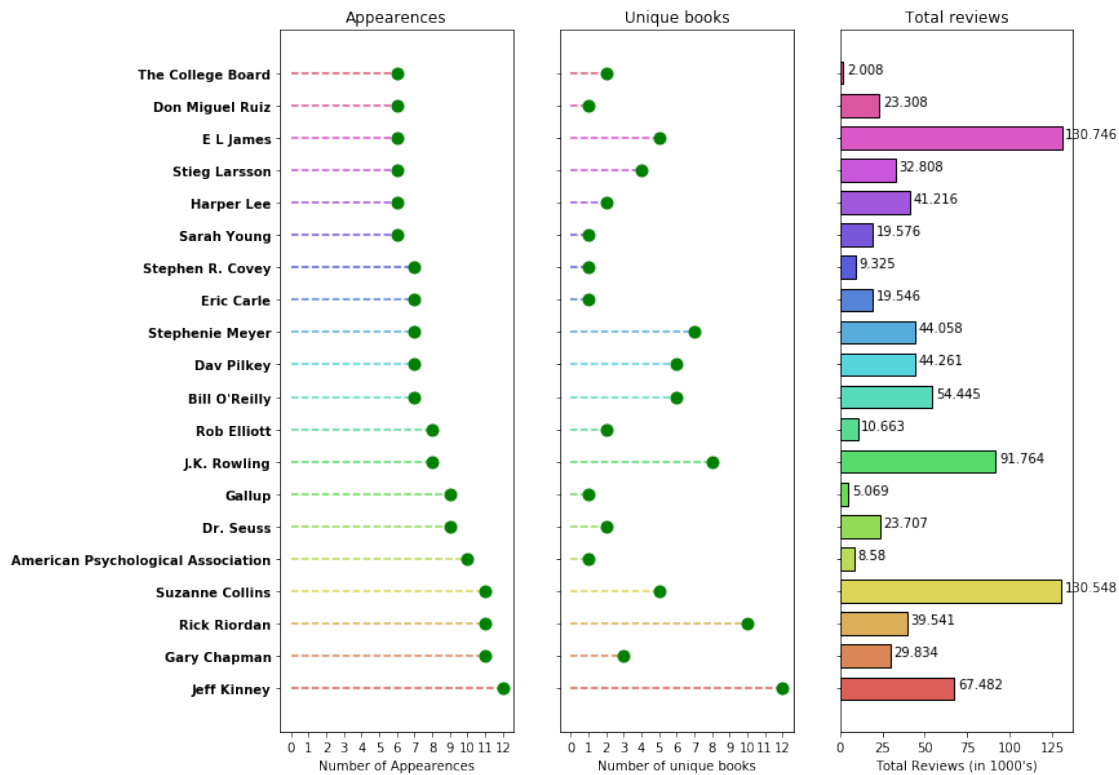 Appearences
Unique books
Total reviews
The College Board
2.008
Don Miguel Ruiz
23.308
E L James
130.746
Stieg Larsson
32.808
Harper Lee
41.216
Sarah Young
19.576
Stephen R. Covey
9.325
Eric Carle
19.546
Stephenie Meyer
44.058
Dav Pilkey
44.261
Bill O'Reilly
54.445
Rob Elliott
10.663
J.K. Rowling
91.764
Gallup
5.069
Dr. Seuss
23.707
American Psychological Association
8.58
Suzanne Collins
130.548
Rick Riordan
39.541
Gary Chapman
29.834
Jeff Kinney
67.482
0 1 2 3 4 5 6 7 8 9 10 11 12
0 1 2 3 4 5 6 7 8 9 10 11 12
0 25 50 75 100 125
Number of Appearences
Number of unique books
Total Reviews (in 1000's)